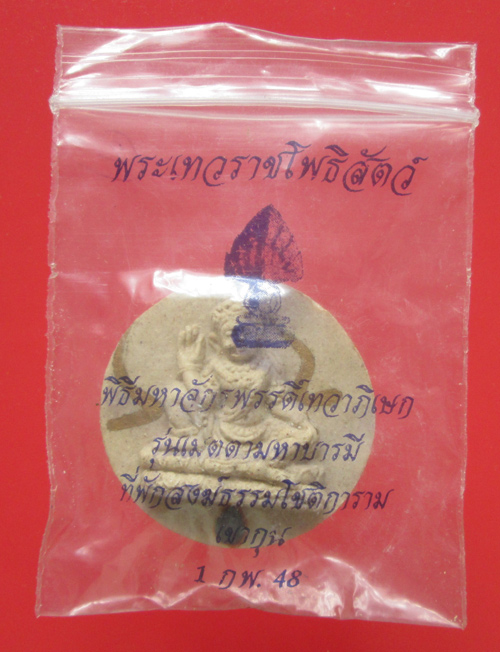 พระเทวราชโพธิสัตว์
พิธีมหาจักรพรรดิ์เทวาภิเษก
รุ่นเมตตามหาบารมี
ที่พักสงฆ์ธรรมโชติการาม
เขากุน
1 กพ. 48